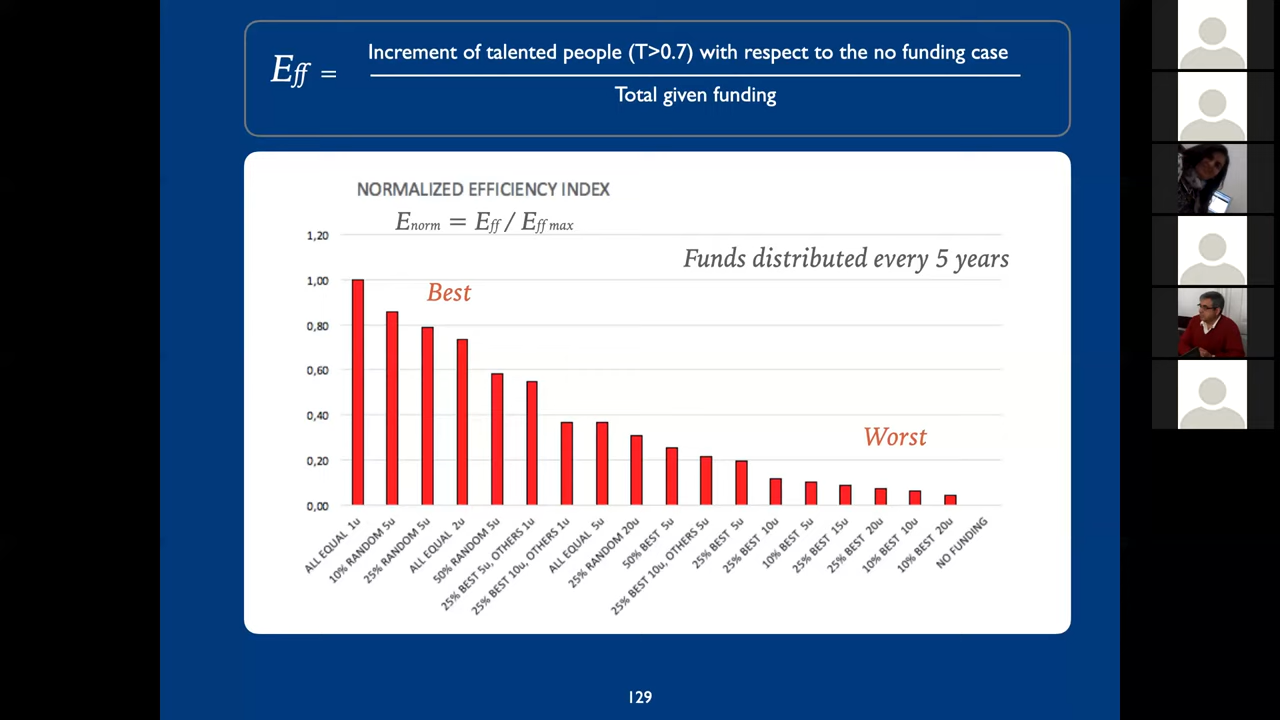 Eff =
Increment of talented people (T>0.7) with respect to the no funding case
Total given funding
NORMALIZED EFFICIENCY INDEX
Enorm = Eff / Eff max
Funds distributed every 5 years
1,20
1,00
0,80
0,60
0,40
0,20
0,00
Best
Worst
ALL EQUAL 1u
10% RANDOM 5u
25% RANDOM 5u
ALL EQUAL 2u
50% RANDOM 5u
25% BEST 5u, OTHERS 1u
25% BEST 10u, OTHERS 1u
ALL EQUAL 5u
25% RANDOM 20u
50% BEST 5u
25% BEST 10u, OTHERS 5u
25% BEST 5u
25% BEST 10u
10% BEST 5u
25% BEST 15u
25% BEST 20u
10% BEST 10u
10% BEST 20u
NO FUNDING
129